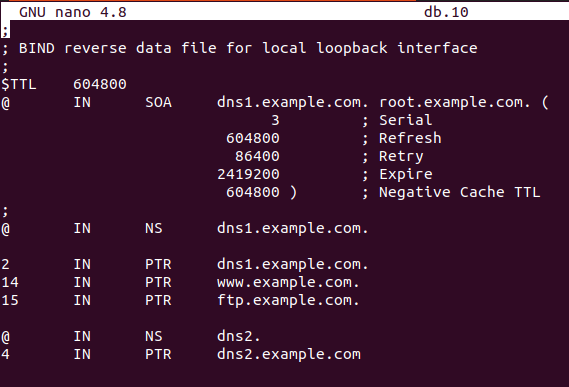 GNU nano 4.8 db.10
;
; BIND reverse data file for local loopback interface
;
$TTL 604800
@ IN SOA dns1.example.com. root.example.com. (
3 ; Serial
604800 ; Refresh
86400 ; Retry
2419200 ; Expire
604800 ) ; Negative Cache TTL
;
@ IN NS dns1.example.com.
2 IN PTR dns1.example.com.
14 IN PTR www.example.com.
15 IN PTR ftp.example.com.
@ IN NS dns2.
4 IN PTR dns2.example.com